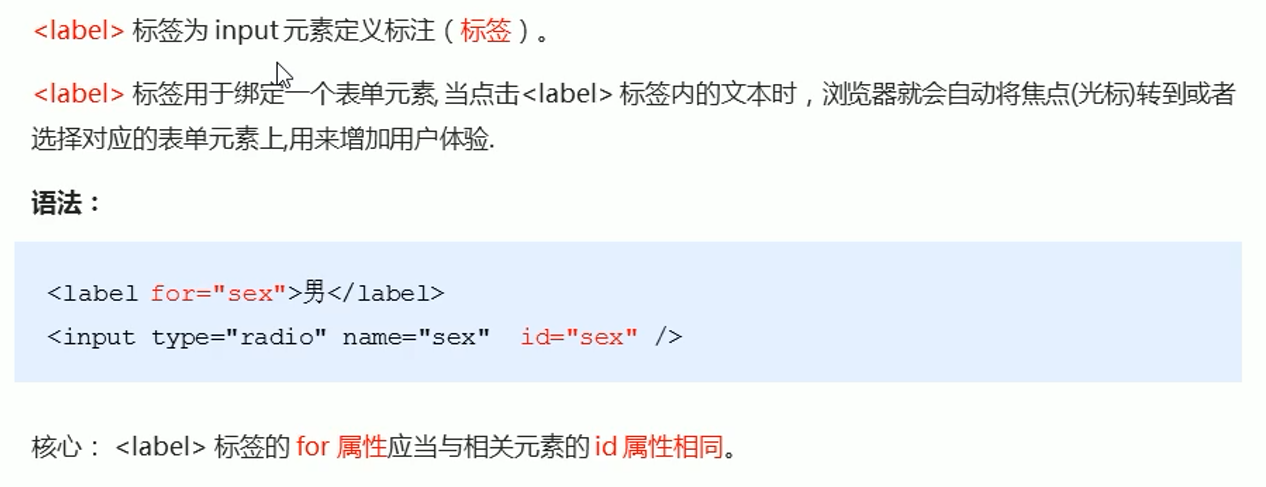 <label> 标签为 input 元素定义标注（标签）。
<label> 标签用于绑定一个表单元素, 当点击<label> 标签内的文本时，浏览器就会自动将焦点(光标)转到或者
选择对应的表单元素上,用来增加用户体验.
语法：
<label for="sex">男</label>
<input type="radio" name="sex"  id="sex" />
核心： <label> 标签的 for 属性应当与相关元素的 id 属性相同。